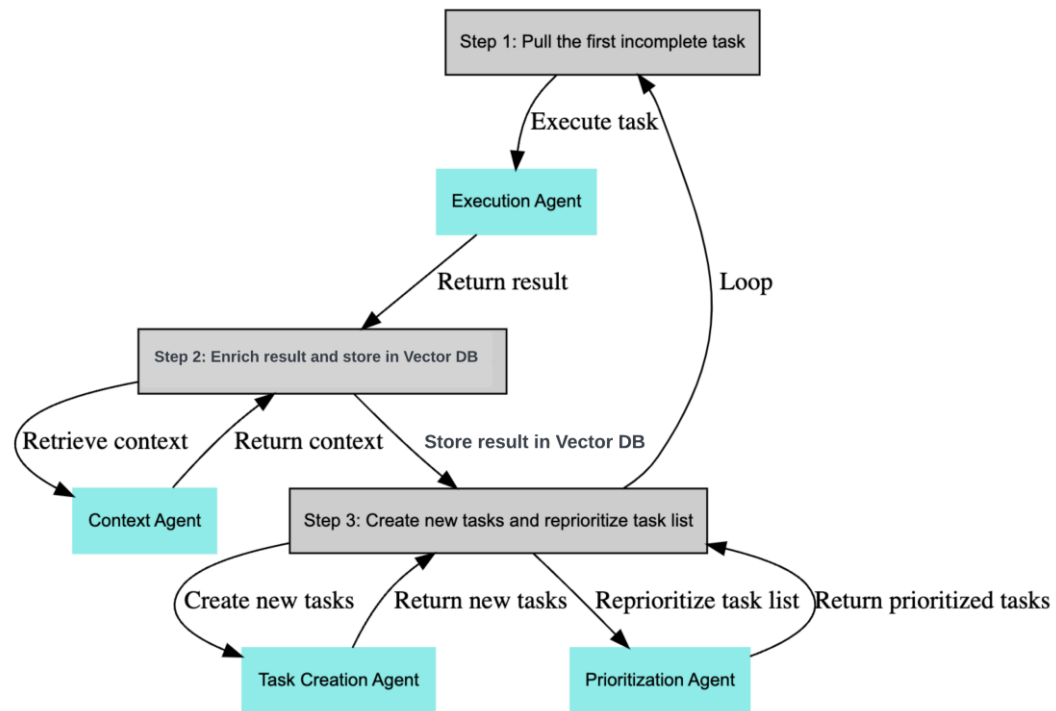 Step 1: Pull the first incomplete task
Execute task
Execution Agent
Return result
Loop
Step 2: Enrich result and store in Vector DB
Retrieve context
Return context
Store result in Vector DB
Context Agent
Step 3: Create new tasks and reprioritize task list
Create new tasks
Return new tasks
Reprioritize task list
Return prioritized tasks
Task Creation Agent
Prioritization Agent